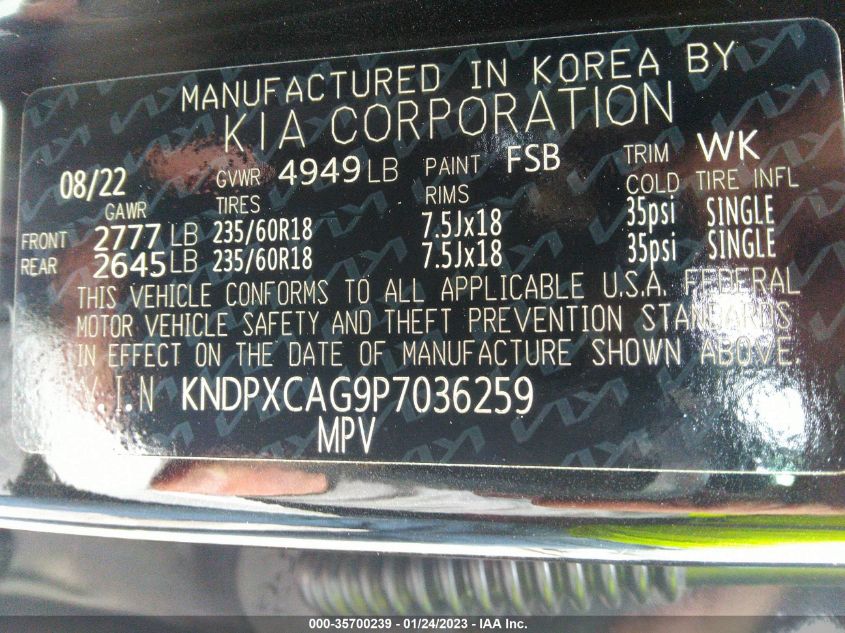 MANUFACTURED IN KOREA BY
KIA CORPORATION
08/22 GVWR 4949 LB PAINT FSB TRIM WK
GAWR TIRES RIMS COLD TIRE INFL
FRONT 2777 LB 235/60R18 7.5Jx18 35psi SINGLE
REAR 2645 LB 235/60R18 7.5Jx18 35psi SINGLE
THIS VEHICLE CONFORMS TO ALL APPLICABLE U.S.A. FEDERAL
MOTOR VEHICLE SAFETY AND THEFT PREVENTION STANDARDS
IN EFFECT ON THE DATE OF MANUFACTURE SHOWN ABOVE.
V.I.N KNDPXCAG9P7036259
MPV
000-35700239 - 01/24/2023 - IAA Inc.